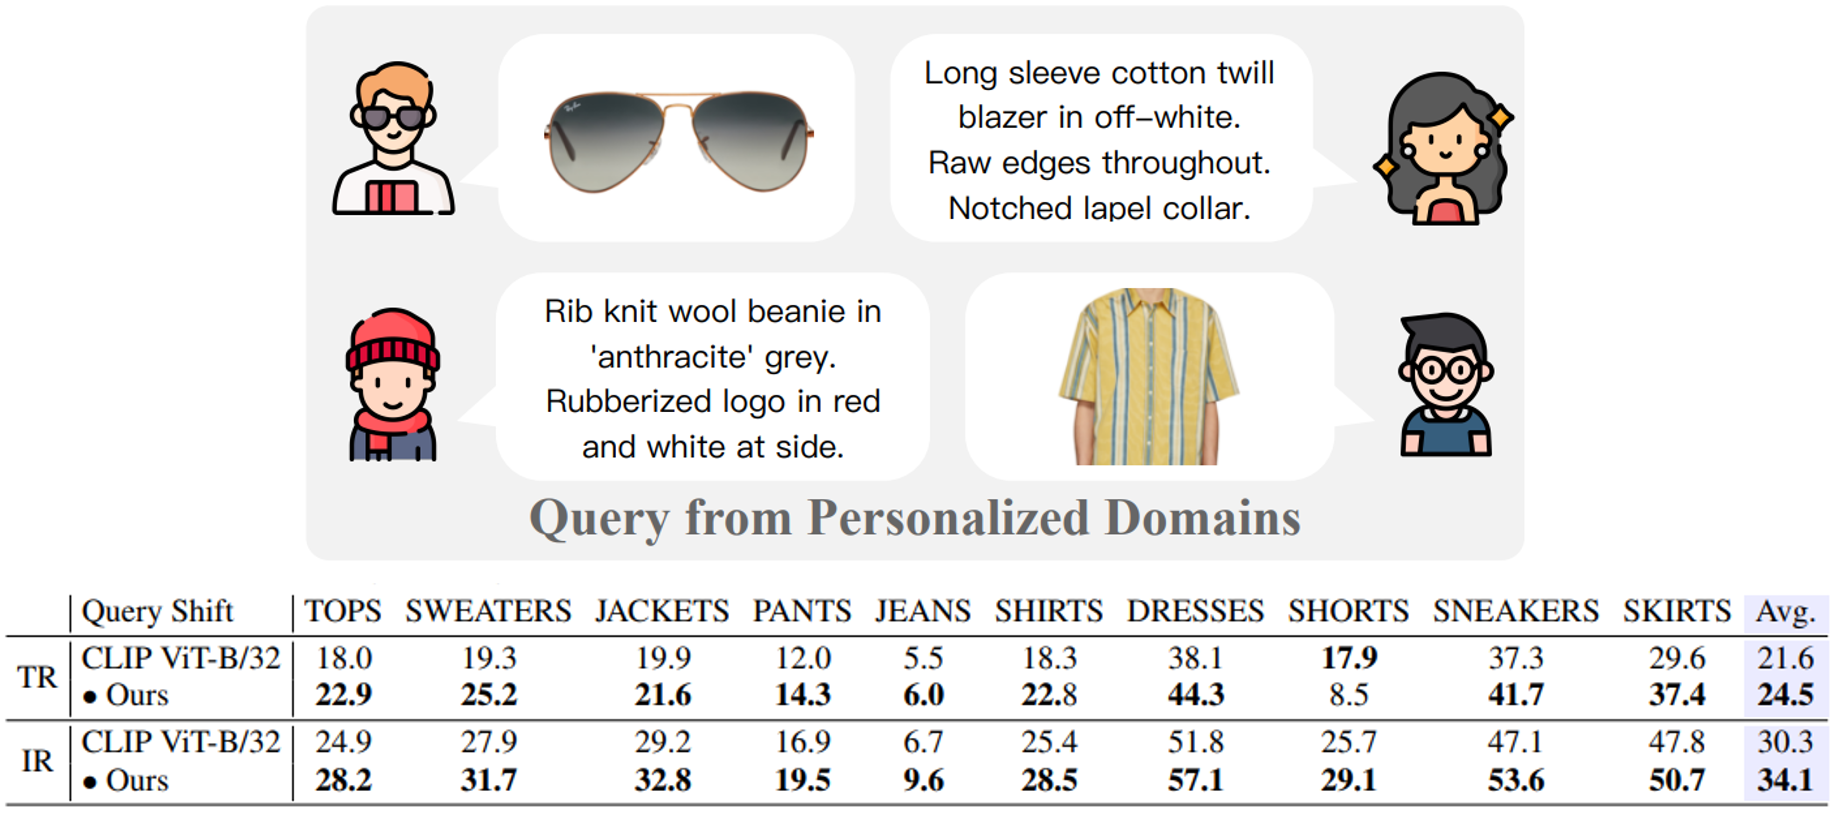 Ray-Ban
Long sleeve cotton twill
blazer in off-white.
Raw edges throughout.
Notched lapel collar.
Rib knit wool beanie in
'anthracite' grey.
Rubberized logo in red
and white at side.
Query from Personalized Domains
Query Shift TOPS SWEATERS JACKETS PANTS JEANS SHIRTS DRESSES SHORTS SNEAKERS SKIRTS Avg.
TR CLIP ViT-B/32 18.0 19.3 19.9 12.0 5.5 18.3 38.1 17.9 37.3 29.6 21.6
• Ours 22.9 25.2 21.6 14.3 6.0 22.8 44.3 8.5 41.7 37.4 24.5
IR CLIP ViT-B/32 24.9 27.9 29.2 16.9 6.7 25.4 51.8 25.7 47.1 47.8 30.3
• Ours 28.2 31.7 32.8 19.5 9.6 28.5 57.1 29.1 53.6 50.7 34.1